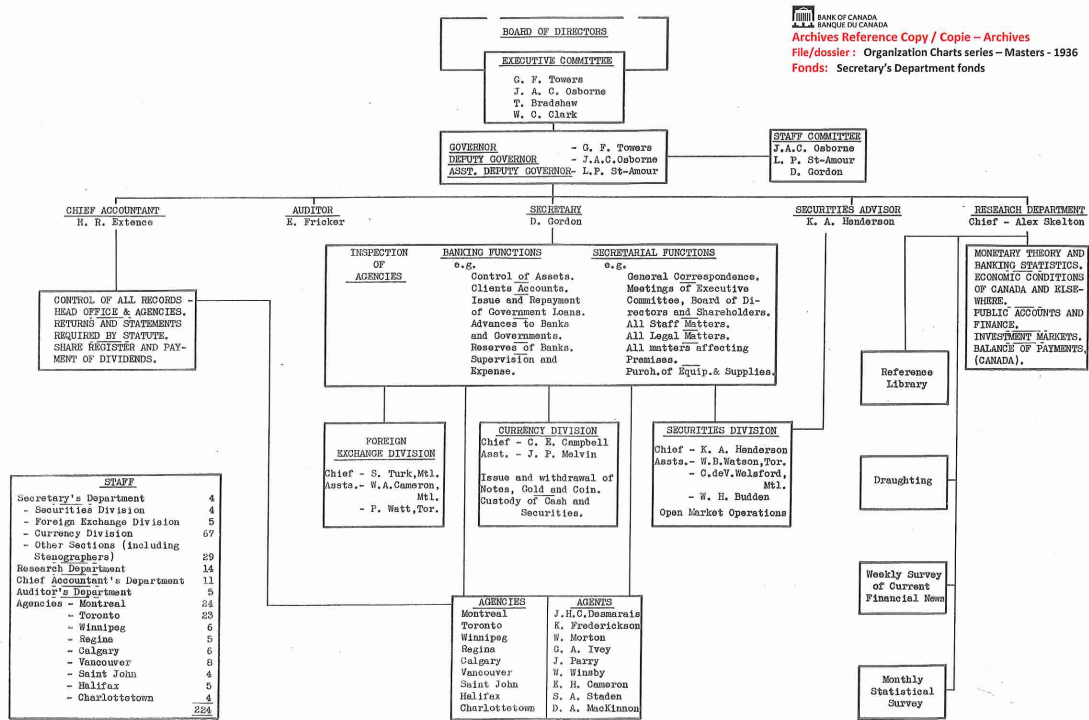 BANK OF CANADA
BANQUE DU CANADA
Archives Reference Copy / Copie – Archives
File/dossier : Organization Charts series – Masters - 1936
Fonds: Secretary's Department fonds
BOARD OF DIRECTORS
EXECUTIVE COMMITTEE
G. F. Towers
J. A. C. Osborne
T. Bradshaw
W. C. Clark
GOVERNOR - G. F. Towers
DEPUTY GOVERNOR - J.A.C.Osborne
ASST. DEPUTY GOVERNOR- L.P. St-Amour
STAFF COMMITTEE
J.A.C. Osborne
L. P. St-Amour
D. Gordon
CHIEF ACCOUNTANT
H. R. Extence
AUDITOR
E. Fricker
SECRETARY
D. Gordon
SECURITIES ADVISOR
K. A. Henderson
RESEARCH DEPARTMENT
Chief - Alex Skelton
CONTROL OF ALL RECORDS -
HEAD OFFICE & AGENCIES.
RETURNS AND STATEMENTS
REQUIRED BY STATUTE.
SHARE REGISTER AND PAY-
MENT OF DIVIDENDS.
INSPECTION
OF
AGENCIES
BANKING FUNCTIONS
e.g.
Control of Assets.
Clients Accounts.
Issue and Repayment
of Government Loans.
Advances to Banks
and Governments.
Reserves of Banks.
Supervision and
Expense.
SECRETARIAL FUNCTIONS
e.g.
General Correspondence.
Meetings of Executive
Committee, Board of Di-
rectors and Shareholders.
All Staff Matters.
All Legal Matters.
All matters affecting
Premises.
Purch.of Equip.& Supplies.
MONETARY THEORY AND
BANKING STATISTICS.
ECONOMIC CONDITIONS
OF CANADA AND ELSE-
WHERE.
PUBLIC ACCOUNTS AND
FINANCE.
INVESTMENT MARKETS.
BALANCE OF PAYMENTS,
(CANADA).
Reference
Library
Draughting
Weekly Survey
of Current
Financial News
Monthly
Statistical
Survey
FOREIGN
EXCHANGE DIVISION
Chief - S. Turk,Mtl.
Assts.- W.A.Cameron,
Mtl.
- P. Watt,Tor.
CURRENCY DIVISION
Chief - C. E. Campbell
Asst. - J. P. Melvin
Issue and withdrawal of
Notes, Gold and Coin.
Custody of Cash and
Securities.
SECURITIES DIVISION
Chief - K. A. Henderson
Assts.- W.B.Watson,Tor.
- C.deV.Welsford,
Mtl.
- W. H. Budden
Open Market Operations
STAFF
Secretary's Department 4
- Securities Division 4
- Foreign Exchange Division 5
- Currency Division 67
- Other Sections (including
Stenographers) 29
Research Department 14
Chief Accountant's Department 11
Auditor's Department 5
Agencies - Montreal 24
- Toronto 23
- Winnipeg 6
- Regina 5
- Calgary 6
- Vancouver 8
- Saint John 4
- Halifax 5
- Charlottetown 4
224
AGENCIES AGENTS
Montreal J.H.C.Desmarais
Toronto K. Frederickson
Winnipeg W. Morton
Regina G. A. Ivey
Calgary J. Parry
Vancouver W. Winsby
Saint John E. H. Cameron
Halifax S. A. Staden
Charlottetown D. A. MacKinnon